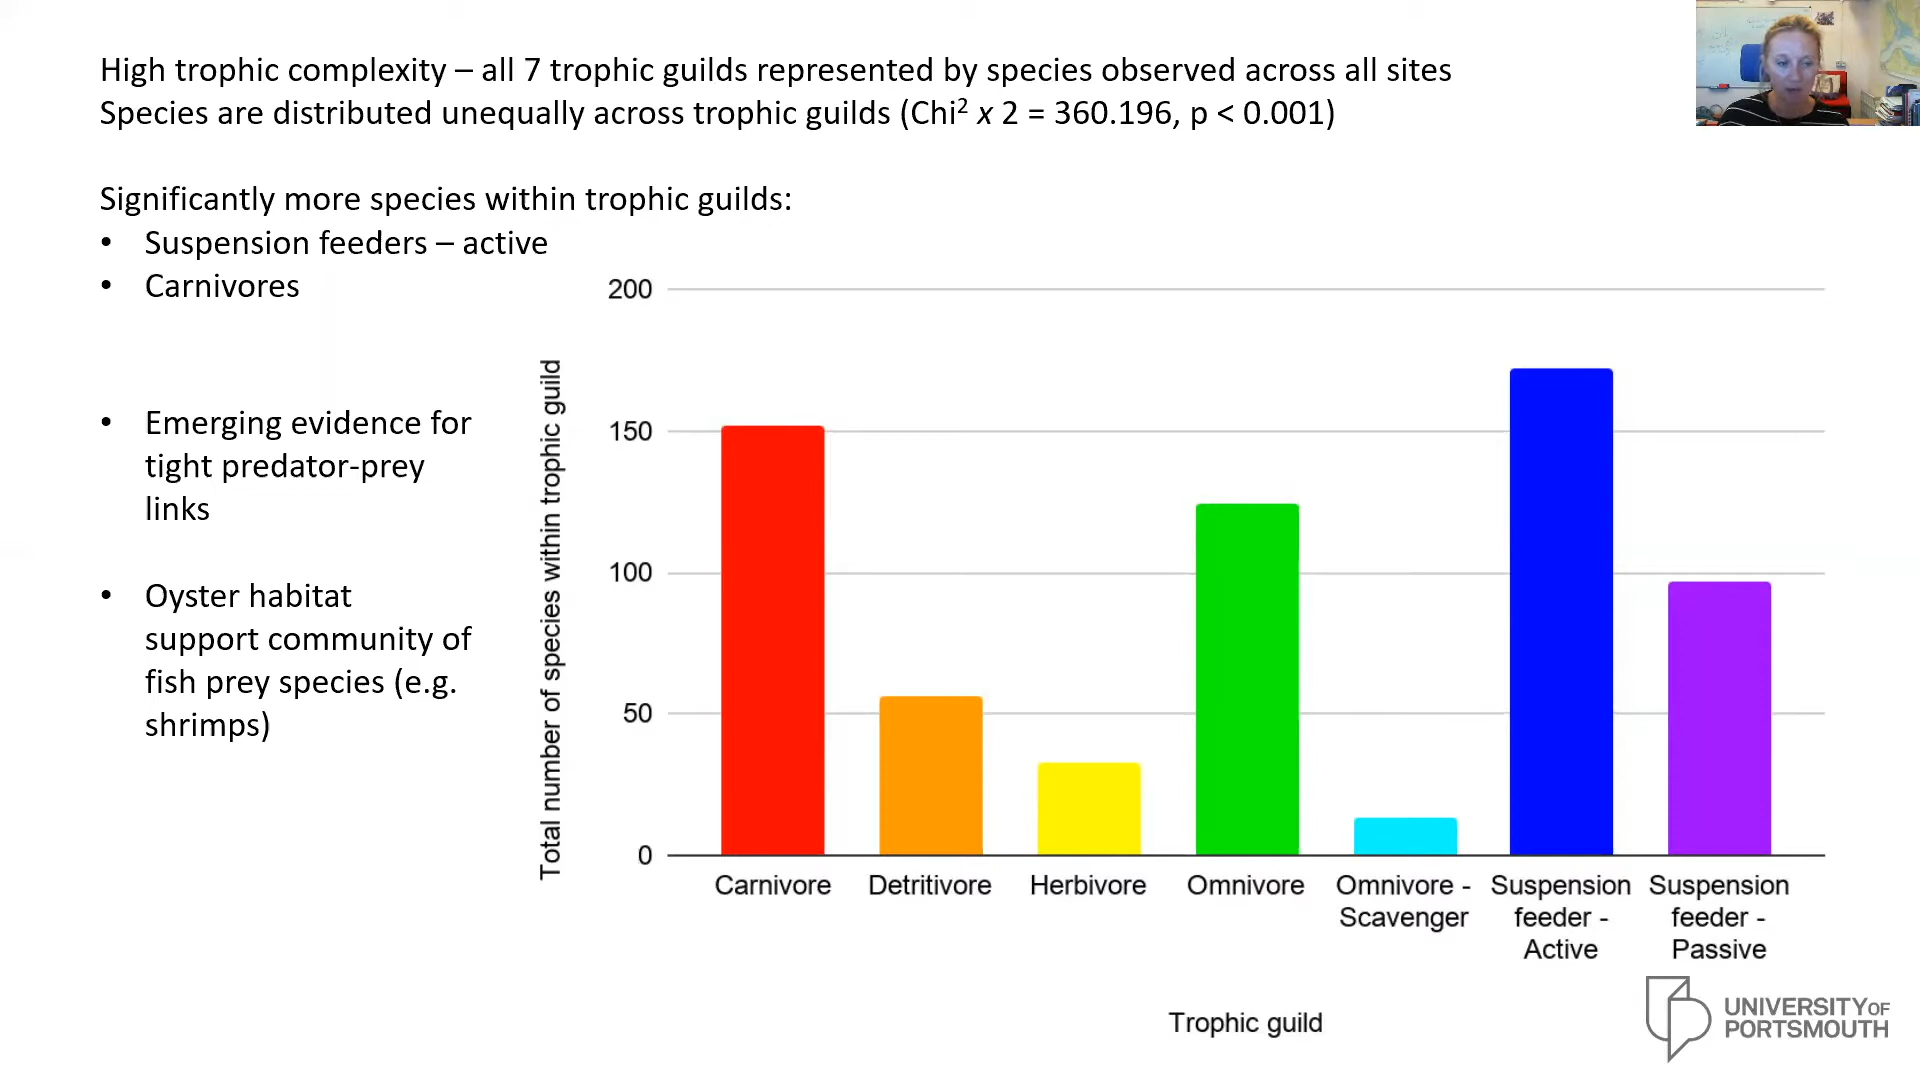 High trophic complexity – all 7 trophic guilds represented by species observed across all sites
Species are distributed unequally across trophic guilds (Chi² x 2 = 360.196, p < 0.001)
Significantly more species within trophic guilds:
• Suspension feeders – active
• Carnivores
• Emerging evidence for
tight predator-prey
links
• Oyster habitat
support community of
fish prey species (e.g.
shrimps)
Total number of species within trophic guild
200
150
100
50
0
Carnivore
Detritivore
Herbivore
Omnivore
Omnivore -
Scavenger
Suspension
feeder -
Active
Suspension
feeder -
Passive
Trophic guild
UNIVERSITY OF
PORTSMOUTH